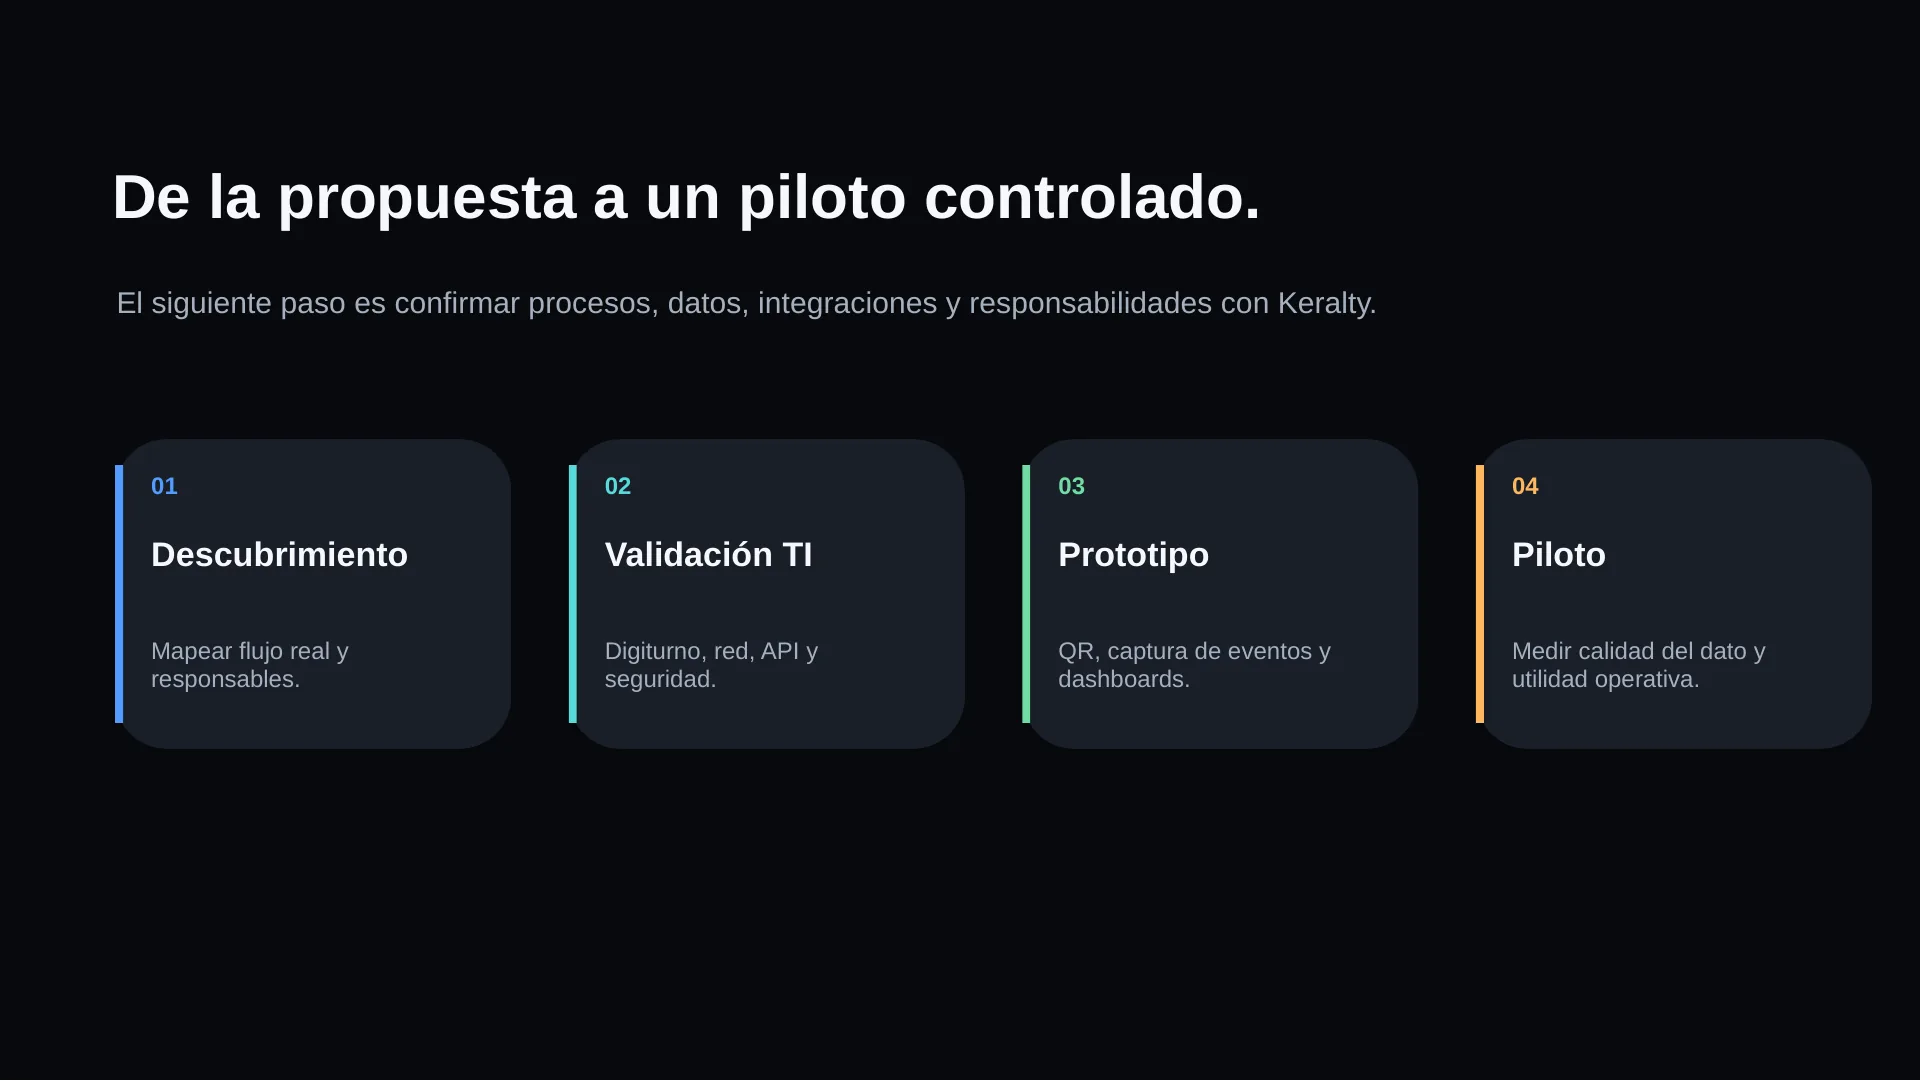 De la propuesta a un piloto controlado.
El siguiente paso es confirmar procesos, datos, integraciones y responsabilidades con Keralty.
01
Descubrimiento
Mapear flujo real y
responsables.
02
Validación TI
Digiturno, red, API y
seguridad.
03
Prototipo
QR, captura de eventos y
dashboards.
04
Piloto
Medir calidad del dato y
utilidad operativa.